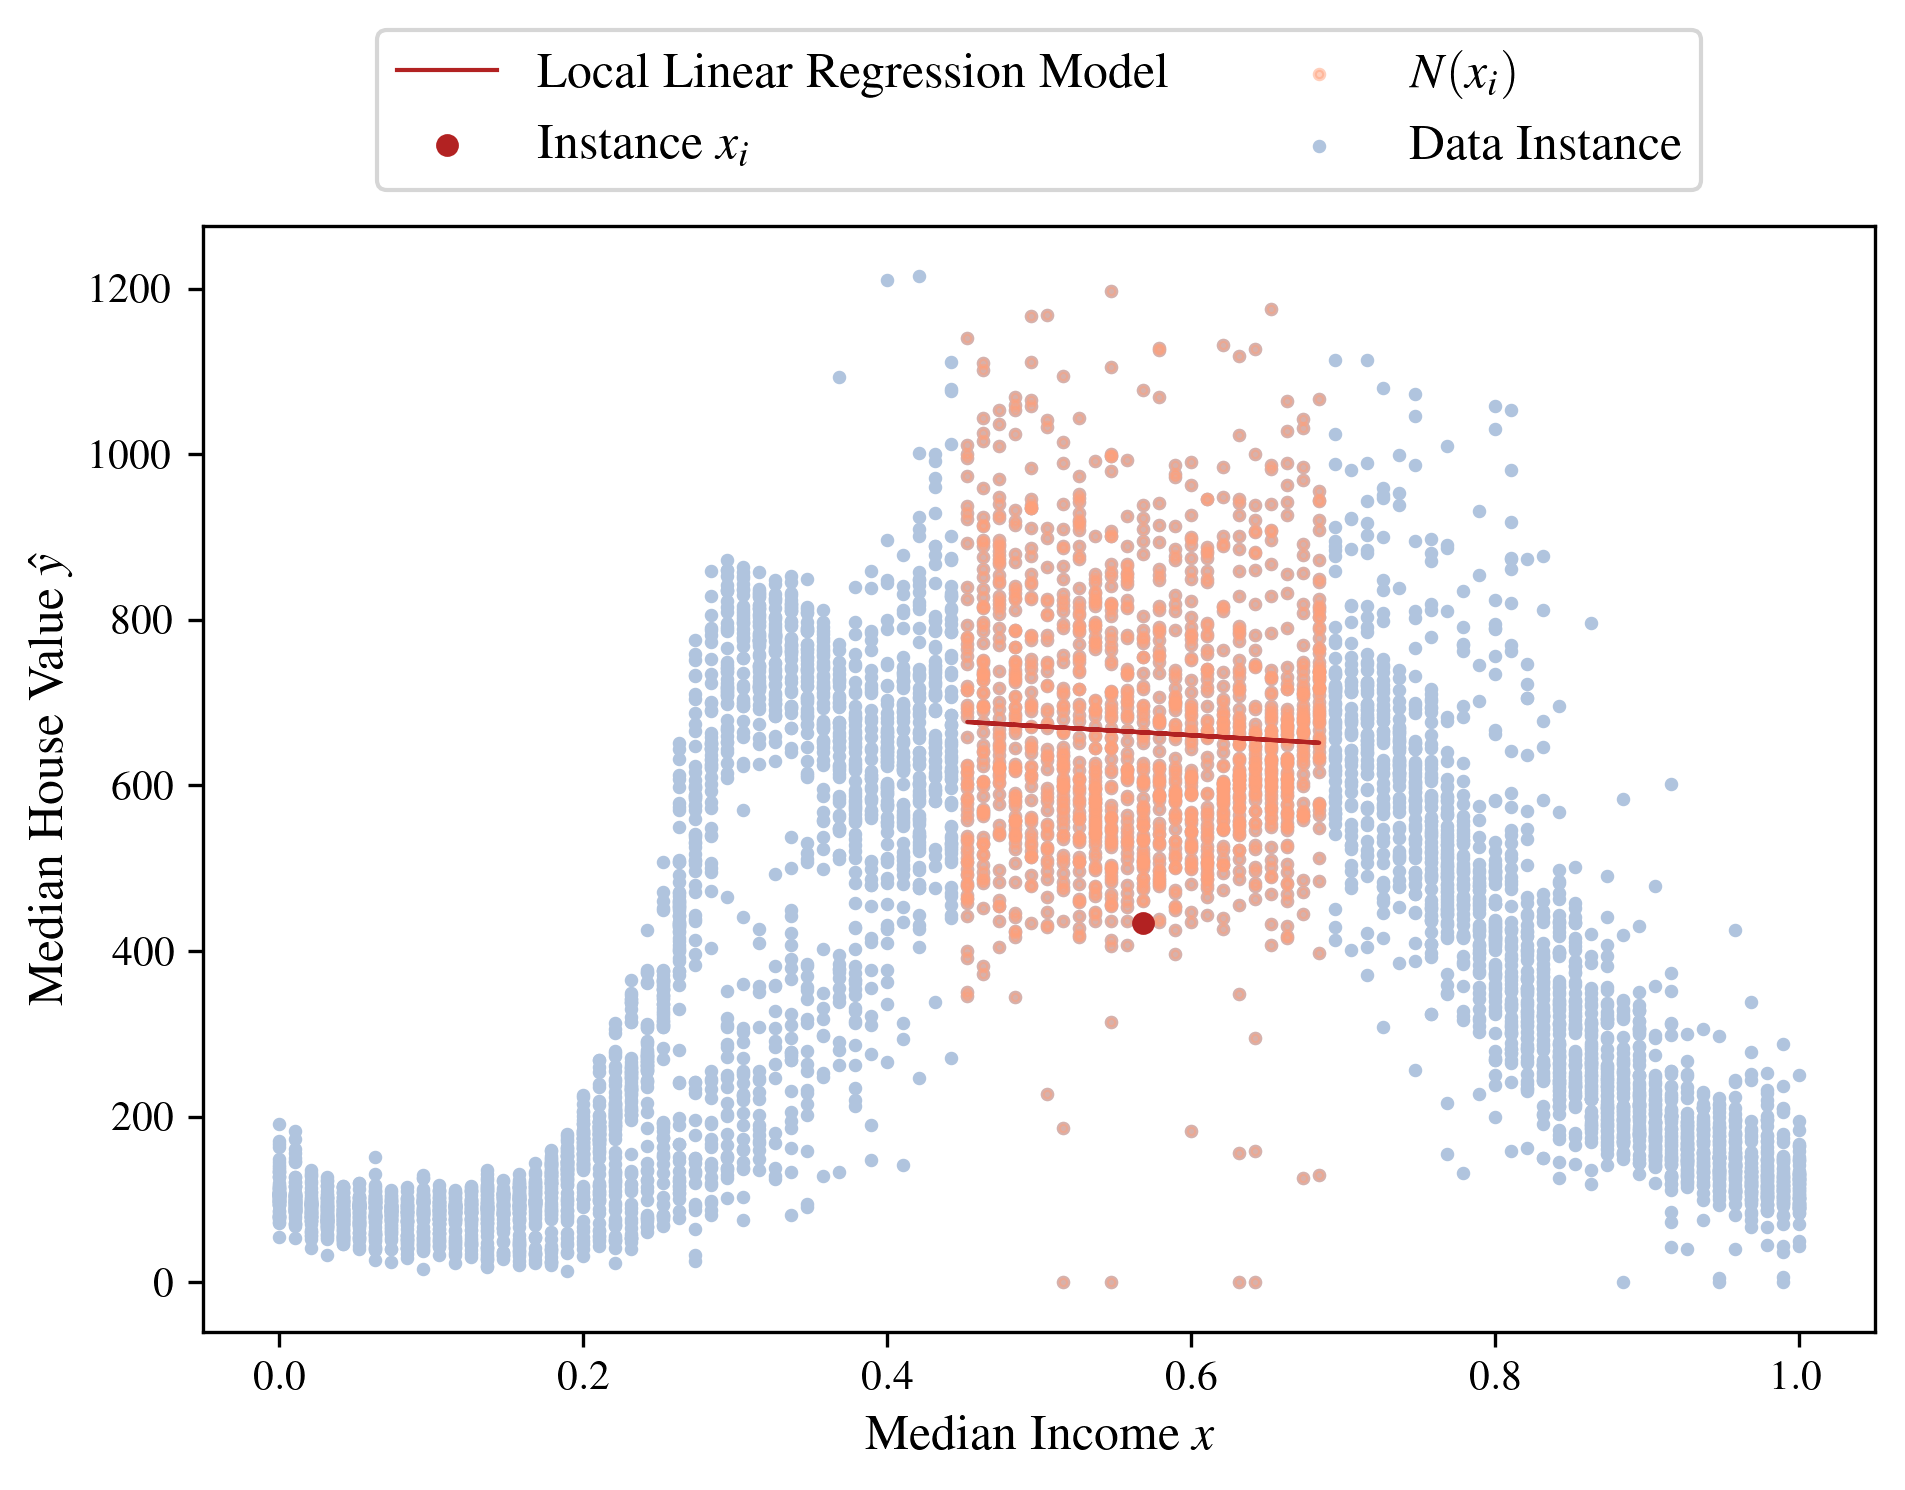 Local Linear Regression Model
Instance xᵢ
N(xᵢ)
Data Instance
Median House Value ŷ
1200
1000
800
600
400
200
0
0.0 0.2 0.4 0.6 0.8 1.0
Median Income x